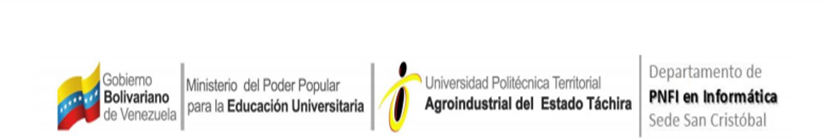 Gobierno
Bolivariano
de Venezuela
Ministerio del Poder Popular
para la Educación Universitaria
Universidad Politécnica Territorial
Agroindustrial del Estado Táchira
Departamento de
PNFI en Informática
Sede San Cristóbal